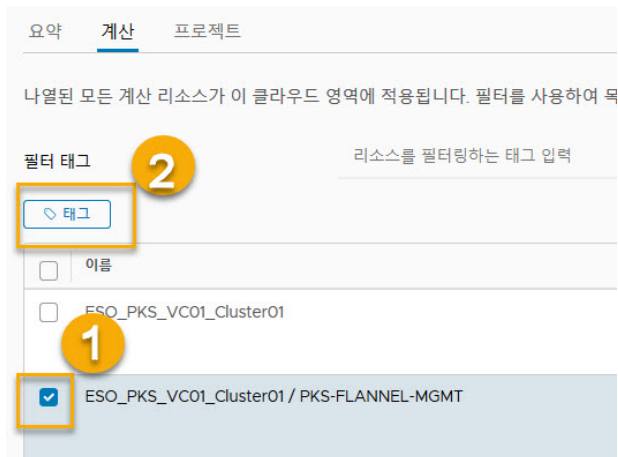 요약 계산 프로젝트
나열된 모든 계산 리소스가 이 클라우드 영역에 적용됩니다. 필터를 사용하여 목
필터 태그 2 리소스를 필터링하는 태그 입력
태그
이름
ESO_PKS_VC01_Cluster01
1
ESO_PKS_VC01_Cluster01 / PKS-FLANNEL-MGMT